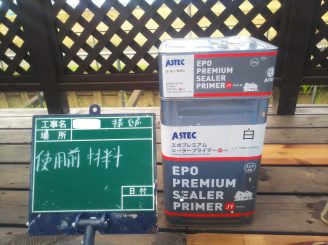 工事名
様邸
場所
使用前 材料
日付
ASTEC
EPO
PREMIUM
SEALER
PRIMER JY
ASTEC
白
エポプレミアム
シーラープライマー
EPO
PREMIUM
SEALER
PRIMER JY